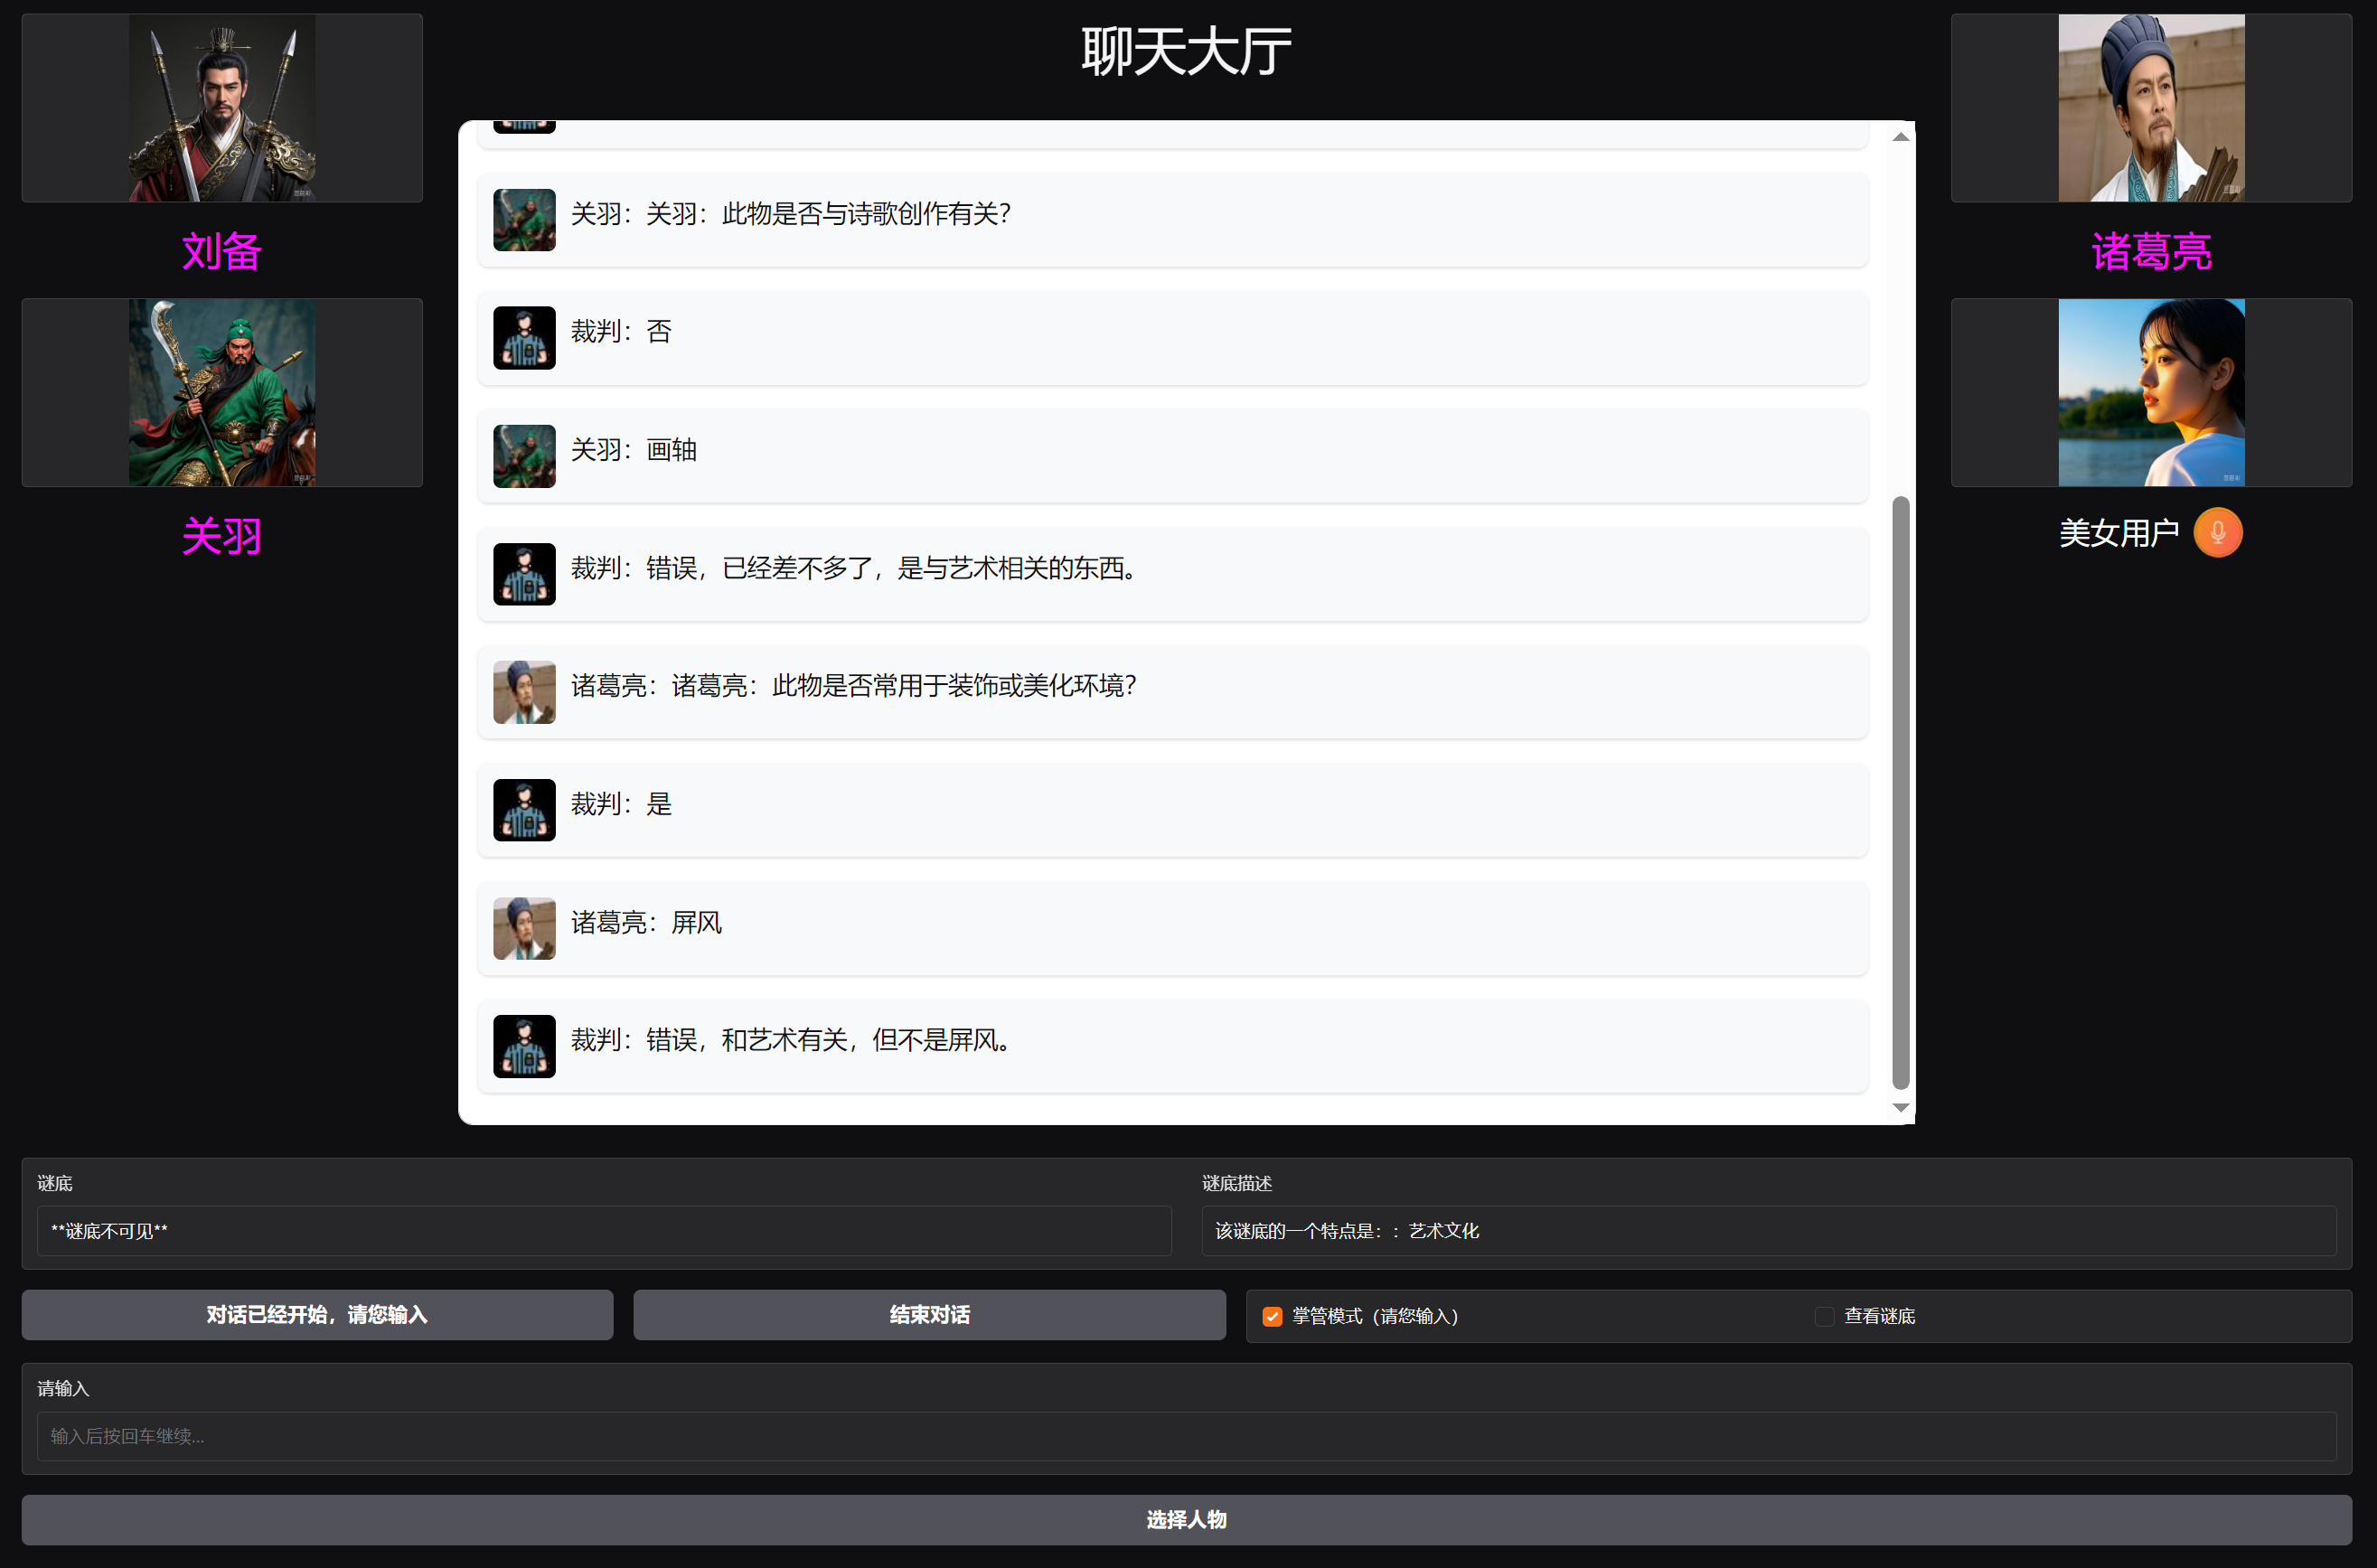 聊天大厅
刘备
关羽
关羽：关羽：此物是否与诗歌创作有关？
裁判：否
关羽：画轴
裁判：错误，已经差不多了，是与艺术相关的东西。
诸葛亮：诸葛亮：此物是否常用于装饰或美化环境？
裁判：是
诸葛亮：屏风
裁判：错误，和艺术有关，但不是屏风。
诸葛亮
美女用户
谜底
**谜底不可见**
谜底描述
该谜底的一个特点是：：艺术文化
对话已经开始，请您输入
结束对话
掌管模式（请您输入）
查看谜底
请输入
输入后按回车继续...
选择人物